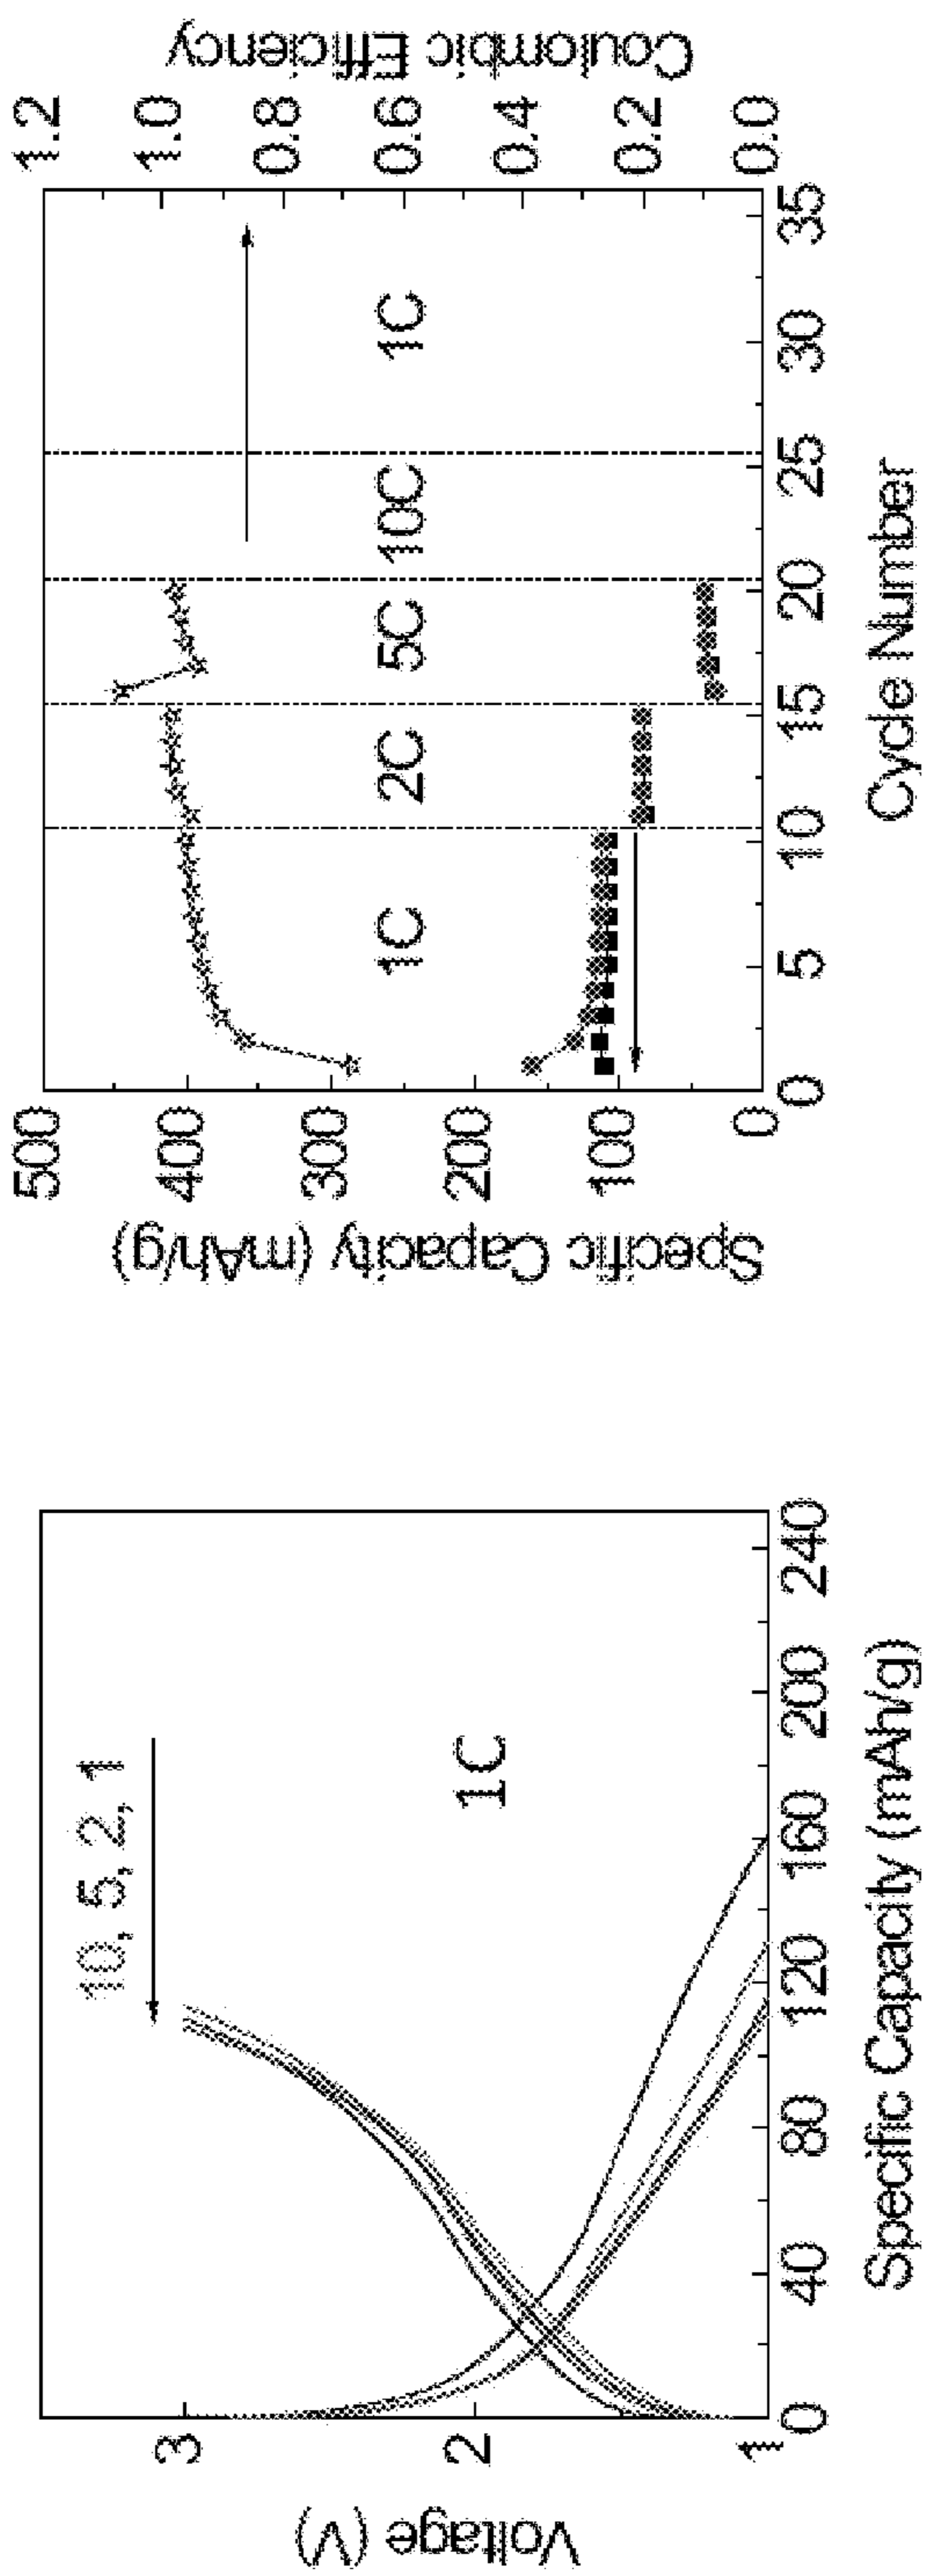 Voltage (V)
3
2
1
10, 5, 2, 1
1C
0 40 80 120 160 200 240
Specific Capacity (mAh/g)
Specific Capacity (mAh/g)
500
400
300
200
100
0
1C 2C 5C 10C 1C
0 5 10 15 20 25 30 35
Cycle Number
1.2
1.0
0.8
0.6
0.4
0.2
0.0
Coulombic Efficiency